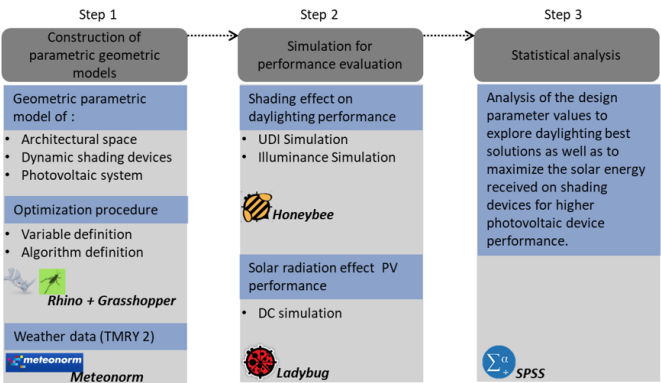 Step 1
Construction of
parametric geometric
models
Geometric parametric
model of :
• Architectural space
• Dynamic shading devices
• Photovoltaic system
Optimization procedure
• Variable definition
• Algorithm definition
Rhino + Grasshopper
Weather data (TMRY 2)
meteonorm
Meteonorm
Step 2
Simulation for
performance evaluation
Shading effect on
daylighting performance
• UDI Simulation
• Illuminance Simulation
Honeybee
Solar radiation effect PV
performance
• DC simulation
Ladybug
Step 3
Statistical analysis
Analysis of the design
parameter values to
explore daylighting best
solutions as well as to
maximize the solar energy
received on shading
devices for higher
photovoltaic device
performance.
Σα
+
SPSS